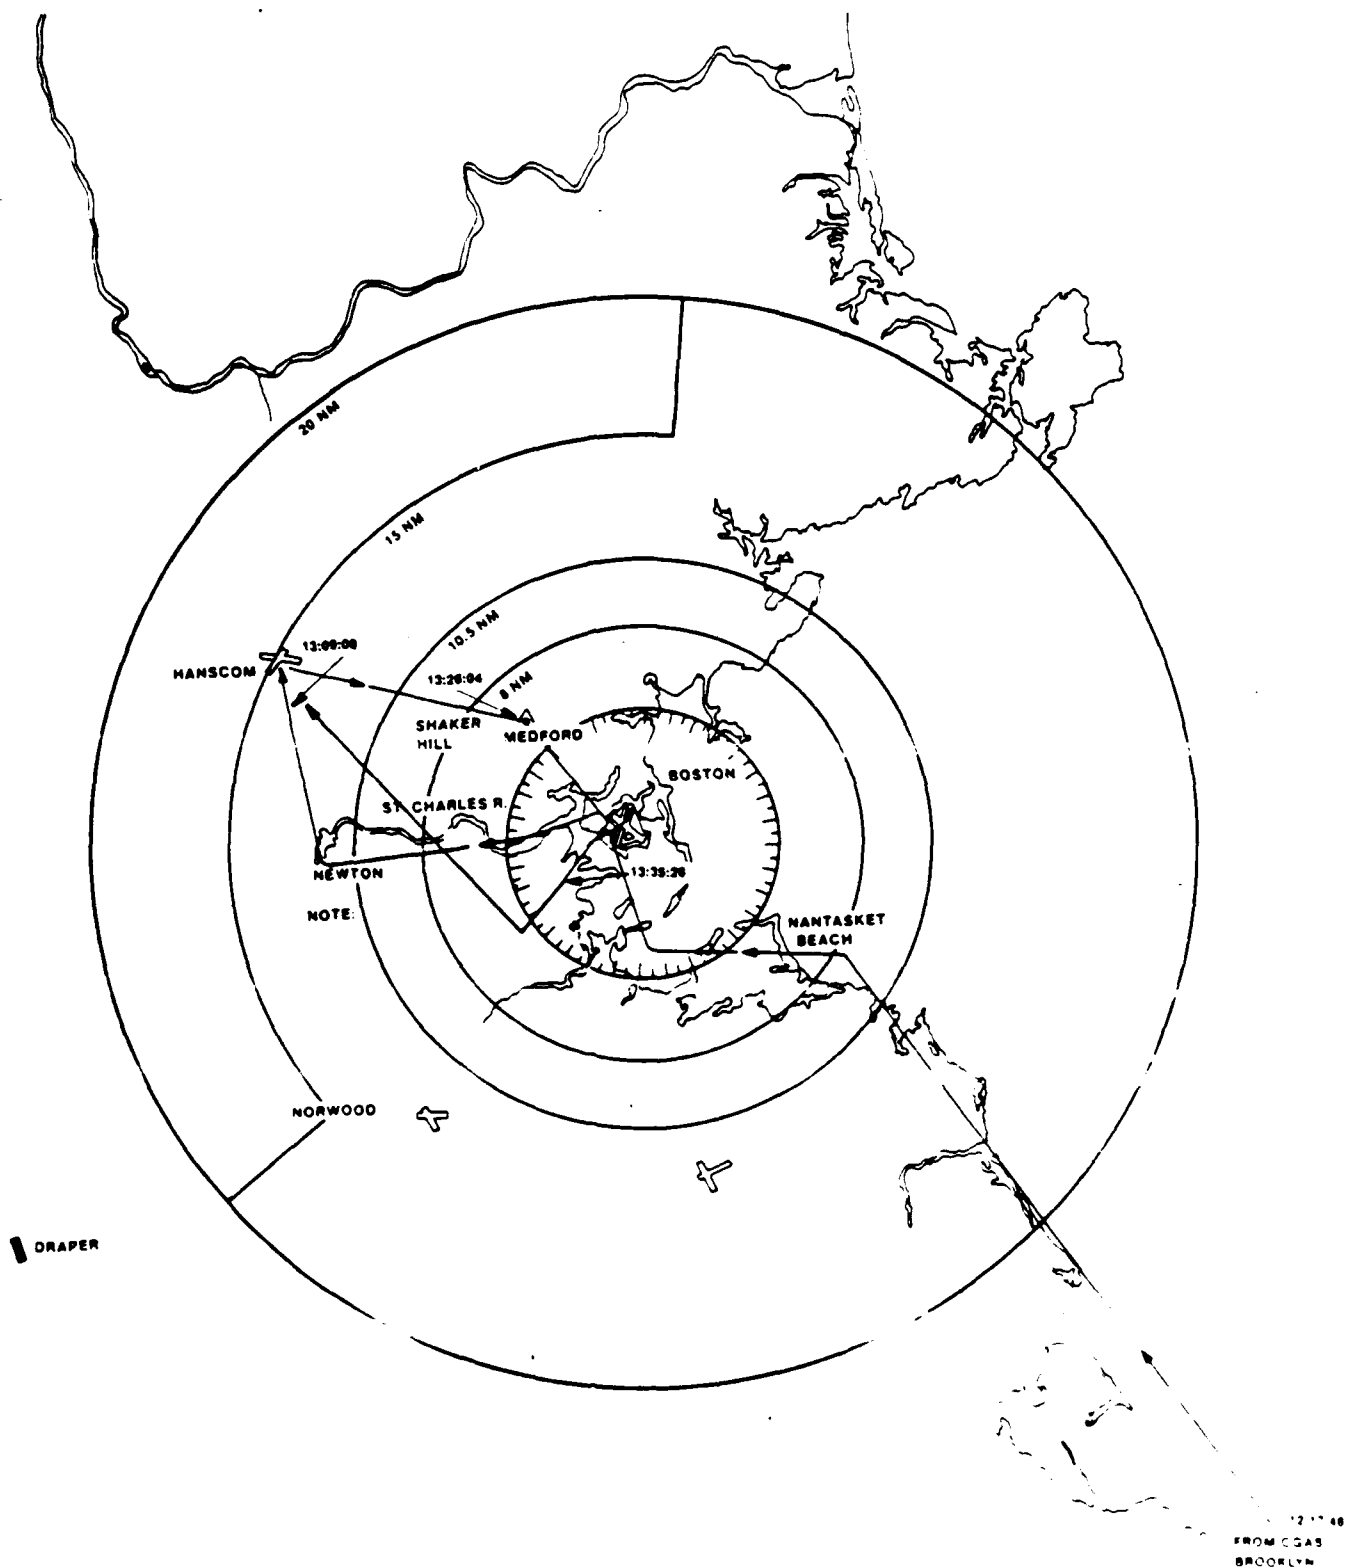 20 NM
15 NM
10.5 NM
13:09:08
HANSCOM
13:26:04
8 NM
SHAKER
HILL
MEDFORD
BOSTON
ST. CHARLES R.
NEWTON
13:35:26
NOTE:
NANTASKET
BEACH
NORWOOD
DRAPER
FROM CGAS
BROOKLYN